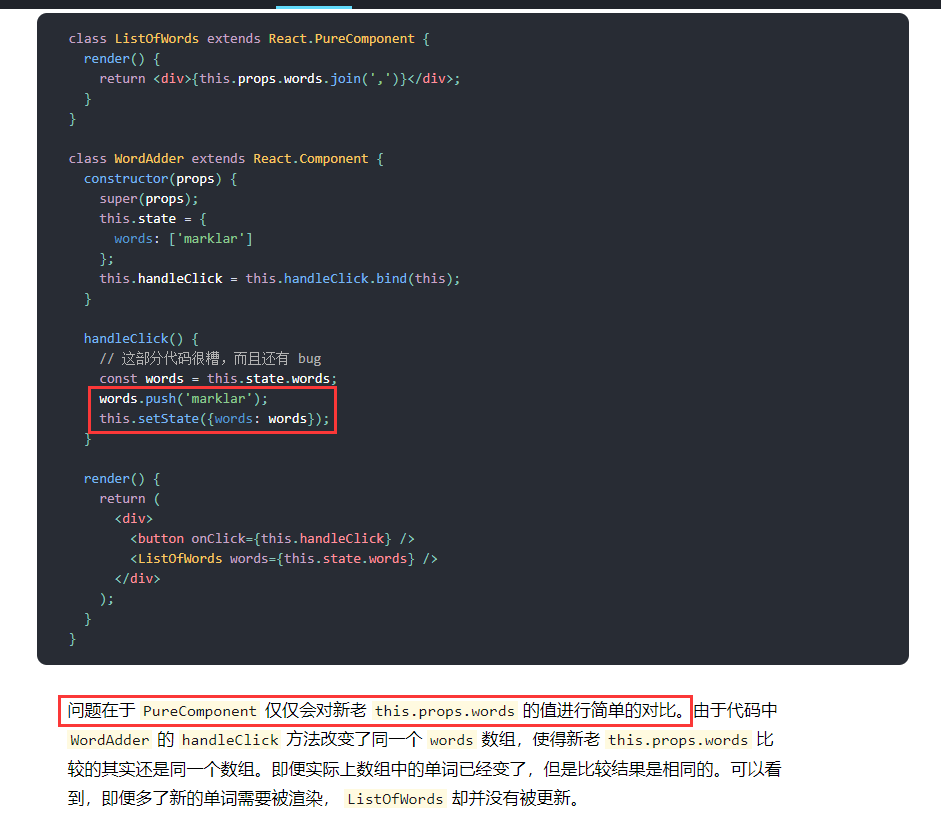 class ListOfWords extends React.PureComponent {
  render() {
    return <div>{this.props.words.join(',')}</div>;
  }
}

class WordAdder extends React.Component {
  constructor(props) {
    super(props);
    this.state = {
      words: ['marklar']
    };
    this.handleClick = this.handleClick.bind(this);
  }

  handleClick() {
    // 这部分代码很糟，而且还有 bug
    const words = this.state.words;
    words.push('marklar');
    this.setState({words: words});
  }

  render() {
    return (
      <div>
        <button onClick={this.handleClick} />
        <ListOfWords words={this.state.words} />
      </div>
    );
  }
}

问题在于 PureComponent 仅仅会对新老 this.props.words 的值进行简单的对比。由于代码中
WordAdder 的 handleClick 方法改变了同一个 words 数组，使得新老 this.props.words 比
较的其实还是同一个数组。即便实际上数组中的单词已经变了，但是比较结果是相同的。可以看
到，即便多了新的单词需要被渲染， ListOfWords 却并没有被更新。